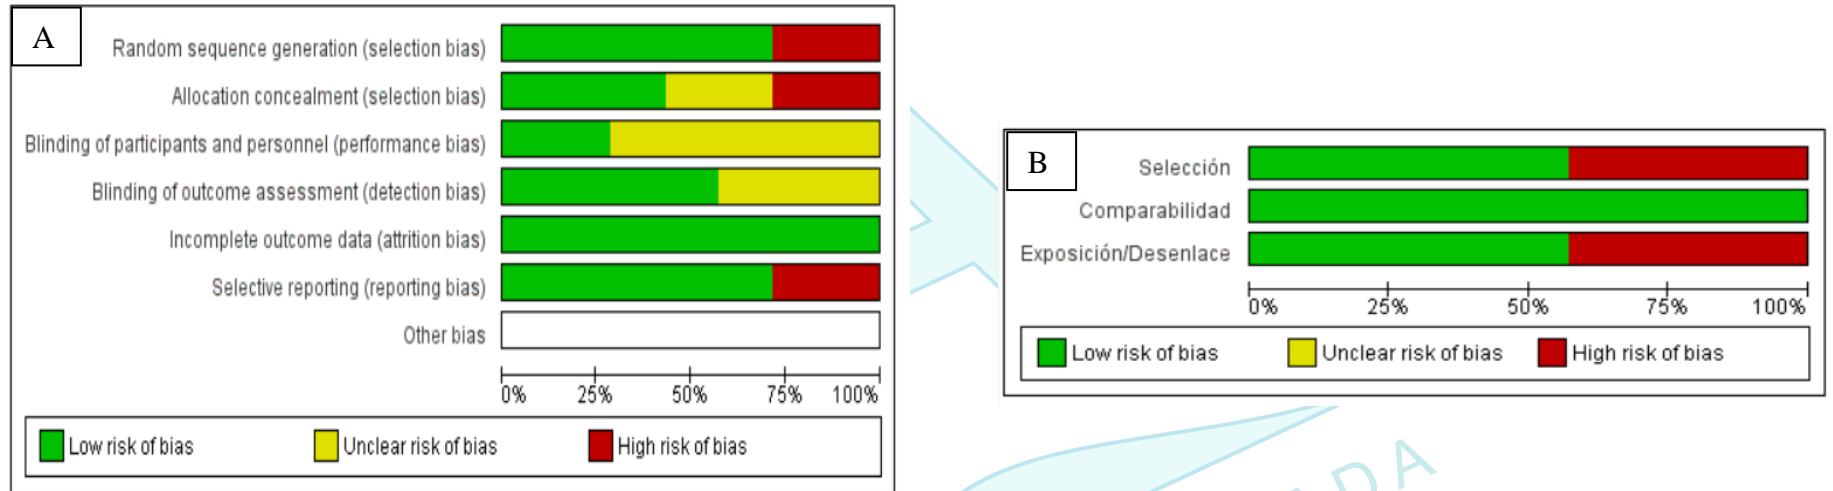 A
Random sequence generation (selection bias)
Allocation concealment (selection bias)
Blinding of participants and personnel (performance bias)
Blinding of outcome assessment (detection bias)
Incomplete outcome data (attrition bias)
Selective reporting (reporting bias)
Other bias
0% 25% 50% 75% 100%
Low risk of bias Unclear risk of bias High risk of bias
B
Selección
Comparabilidad
Exposición/Desenlace
0% 25% 50% 75% 100%
Low risk of bias Unclear risk of bias High risk of bias